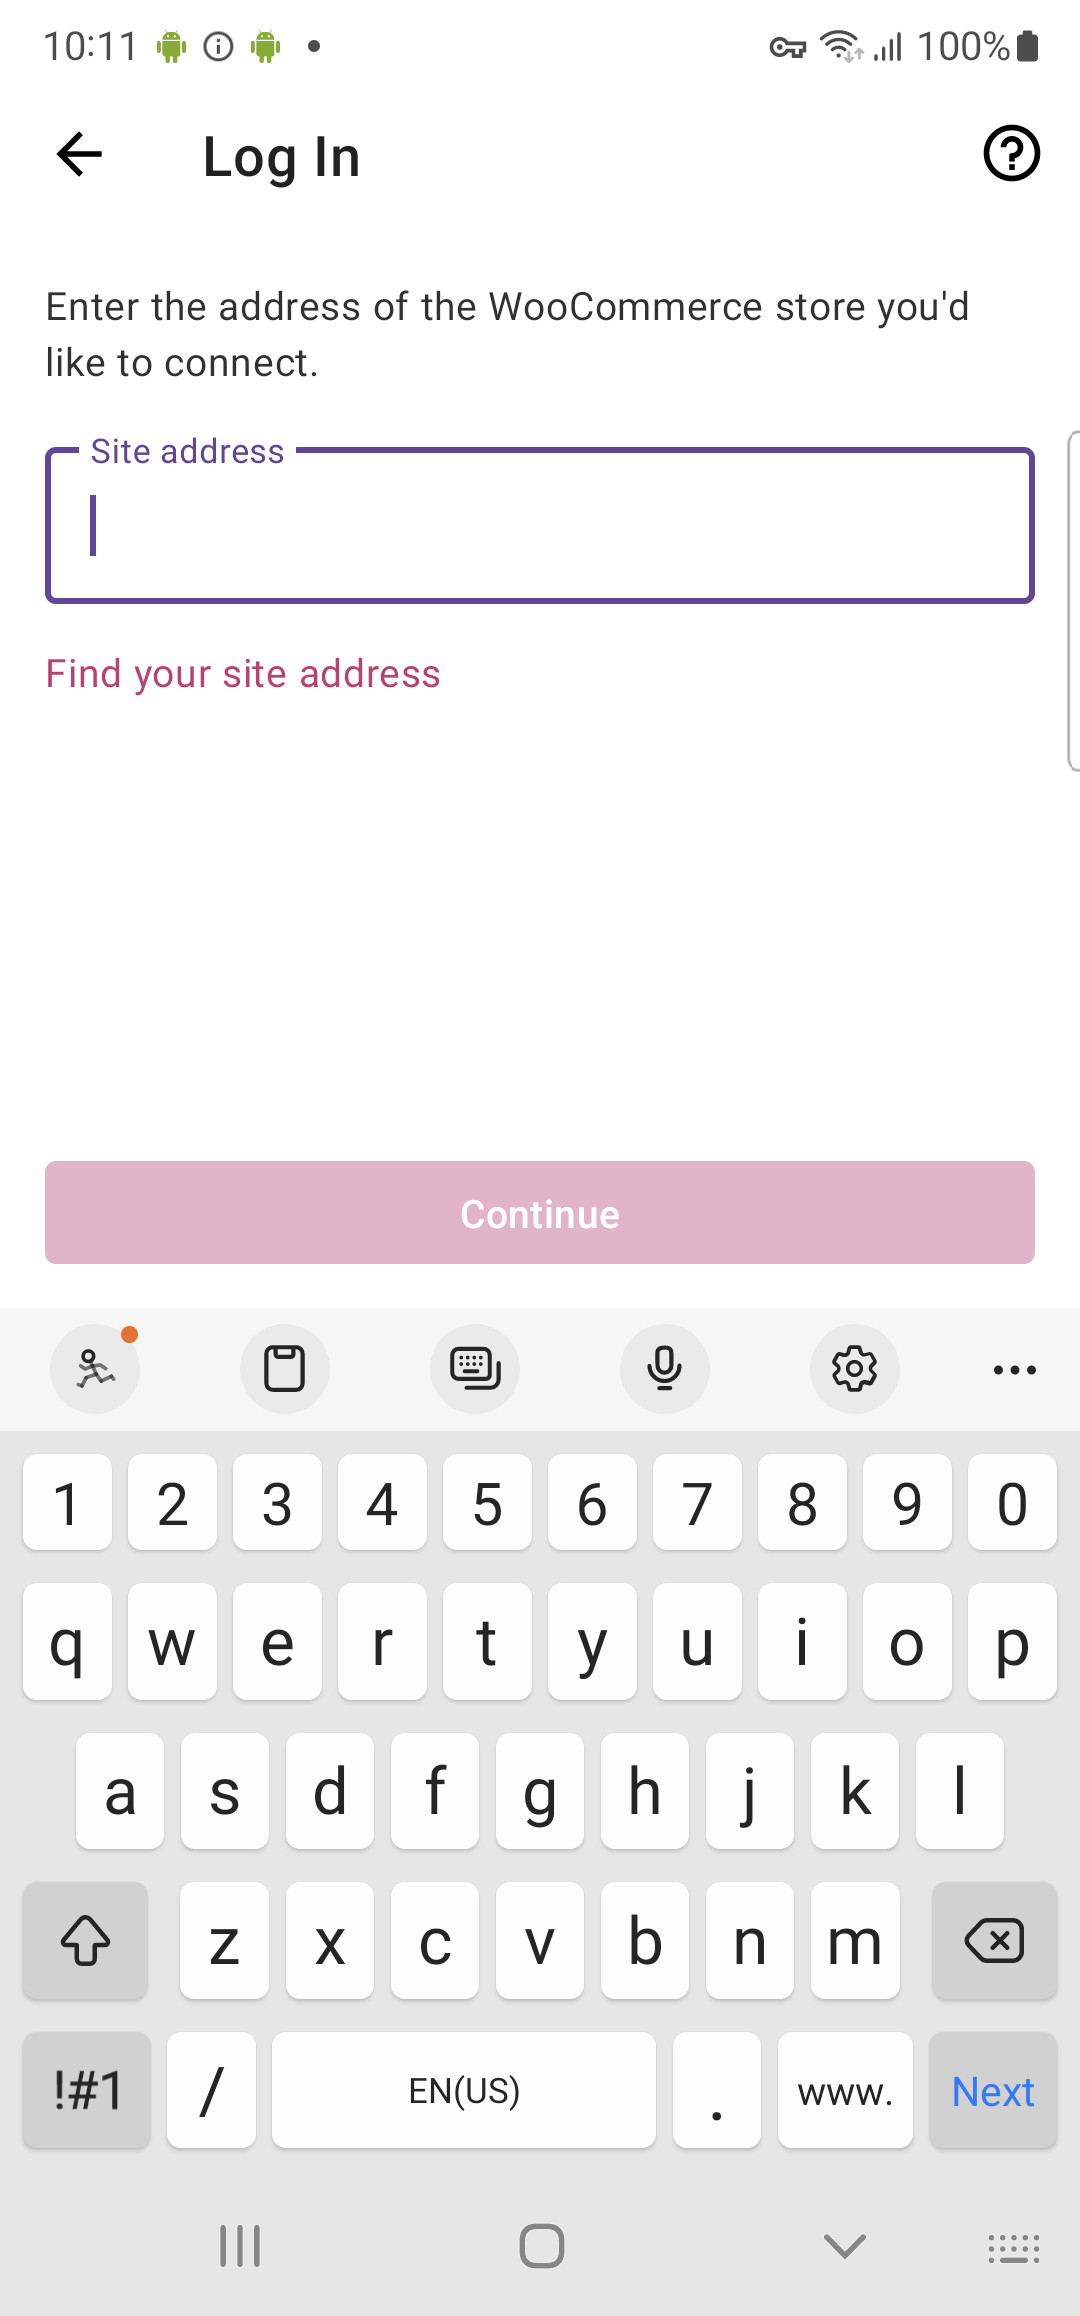 10:11 100%
Log In
Enter the address of the WooCommerce store you'd
like to connect.
Site address
Find your site address
Continue
1 2 3 4 5 6 7 8 9 0
q w e r t y u i o p
a s d f g h j k l
z x c v b n m
!#1 / EN(US) . www. Next